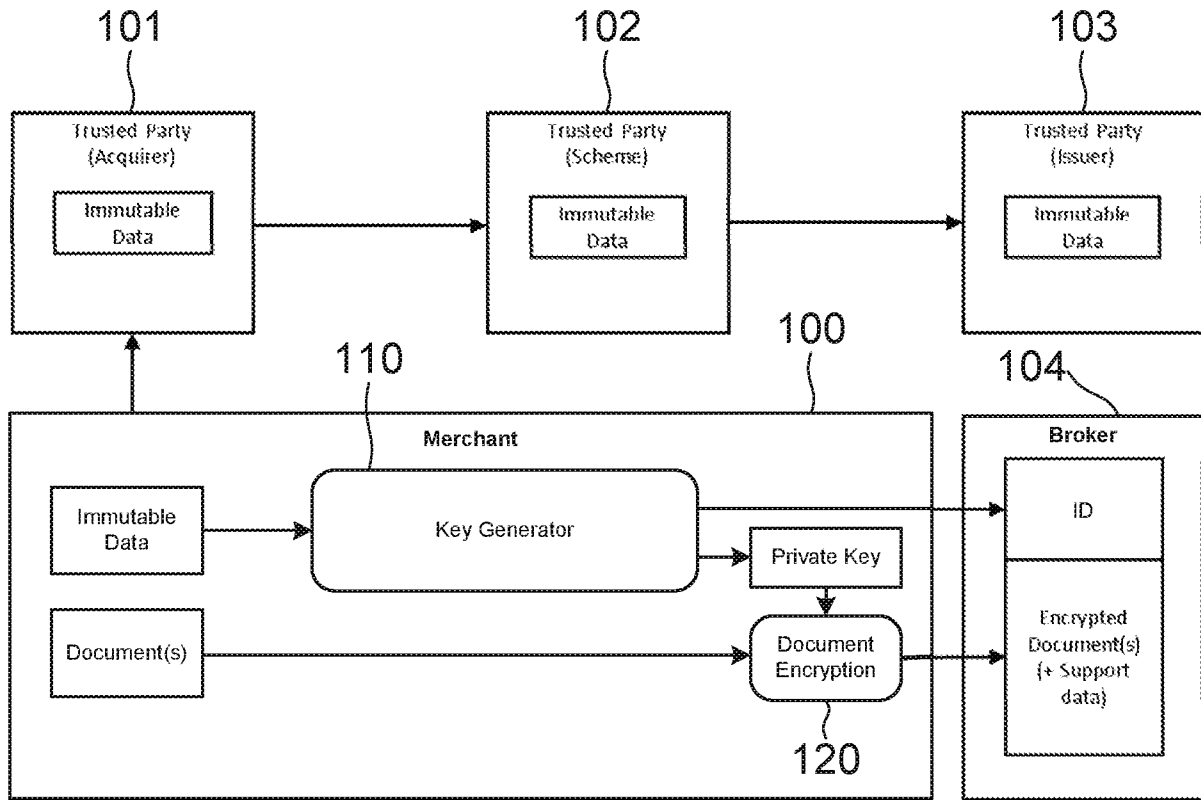 101
102
103
Trusted Party
(Acquirer)
Immutable
Data
Trusted Party
(Scheme)
Immutable
Data
Trusted Party
(Issuer)
Immutable
Data
110
100
104
Merchant
Immutable
Data
Key Generator
Private Key
Document(s)
Document
Encryption
120
Broker
ID
Encrypted
Document(s)
(+ Support
data)